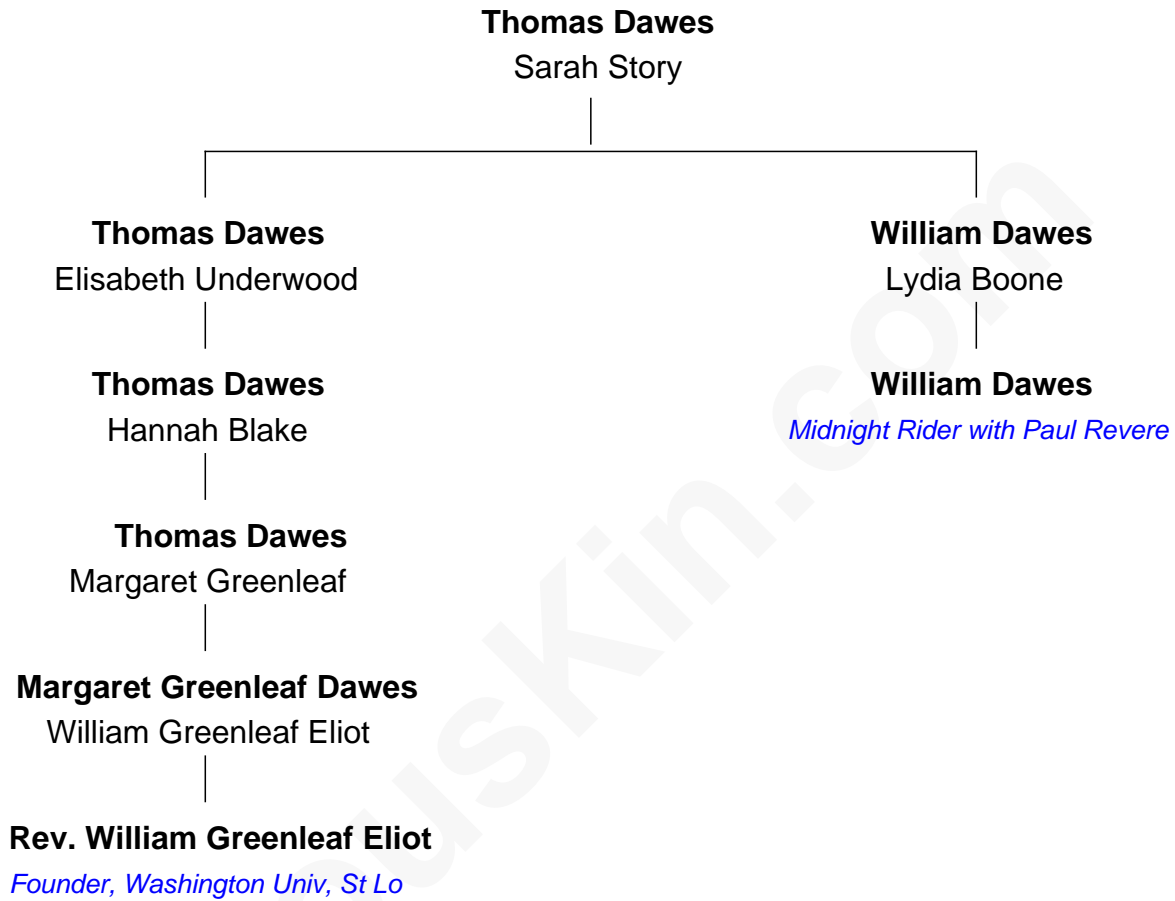 Thomas Dawes
Sarah Story
Thomas Dawes
Elisabeth Underwood
William Dawes
Lydia Boone
Thomas Dawes
Hannah Blake
William Dawes
Midnight Rider with Paul Revere
Thomas Dawes
Margaret Greenleaf
Margaret Greenleaf Dawes
William Greenleaf Eliot
Rev. William Greenleaf Eliot
Founder, Washington Univ, St Lo
ousKin.com